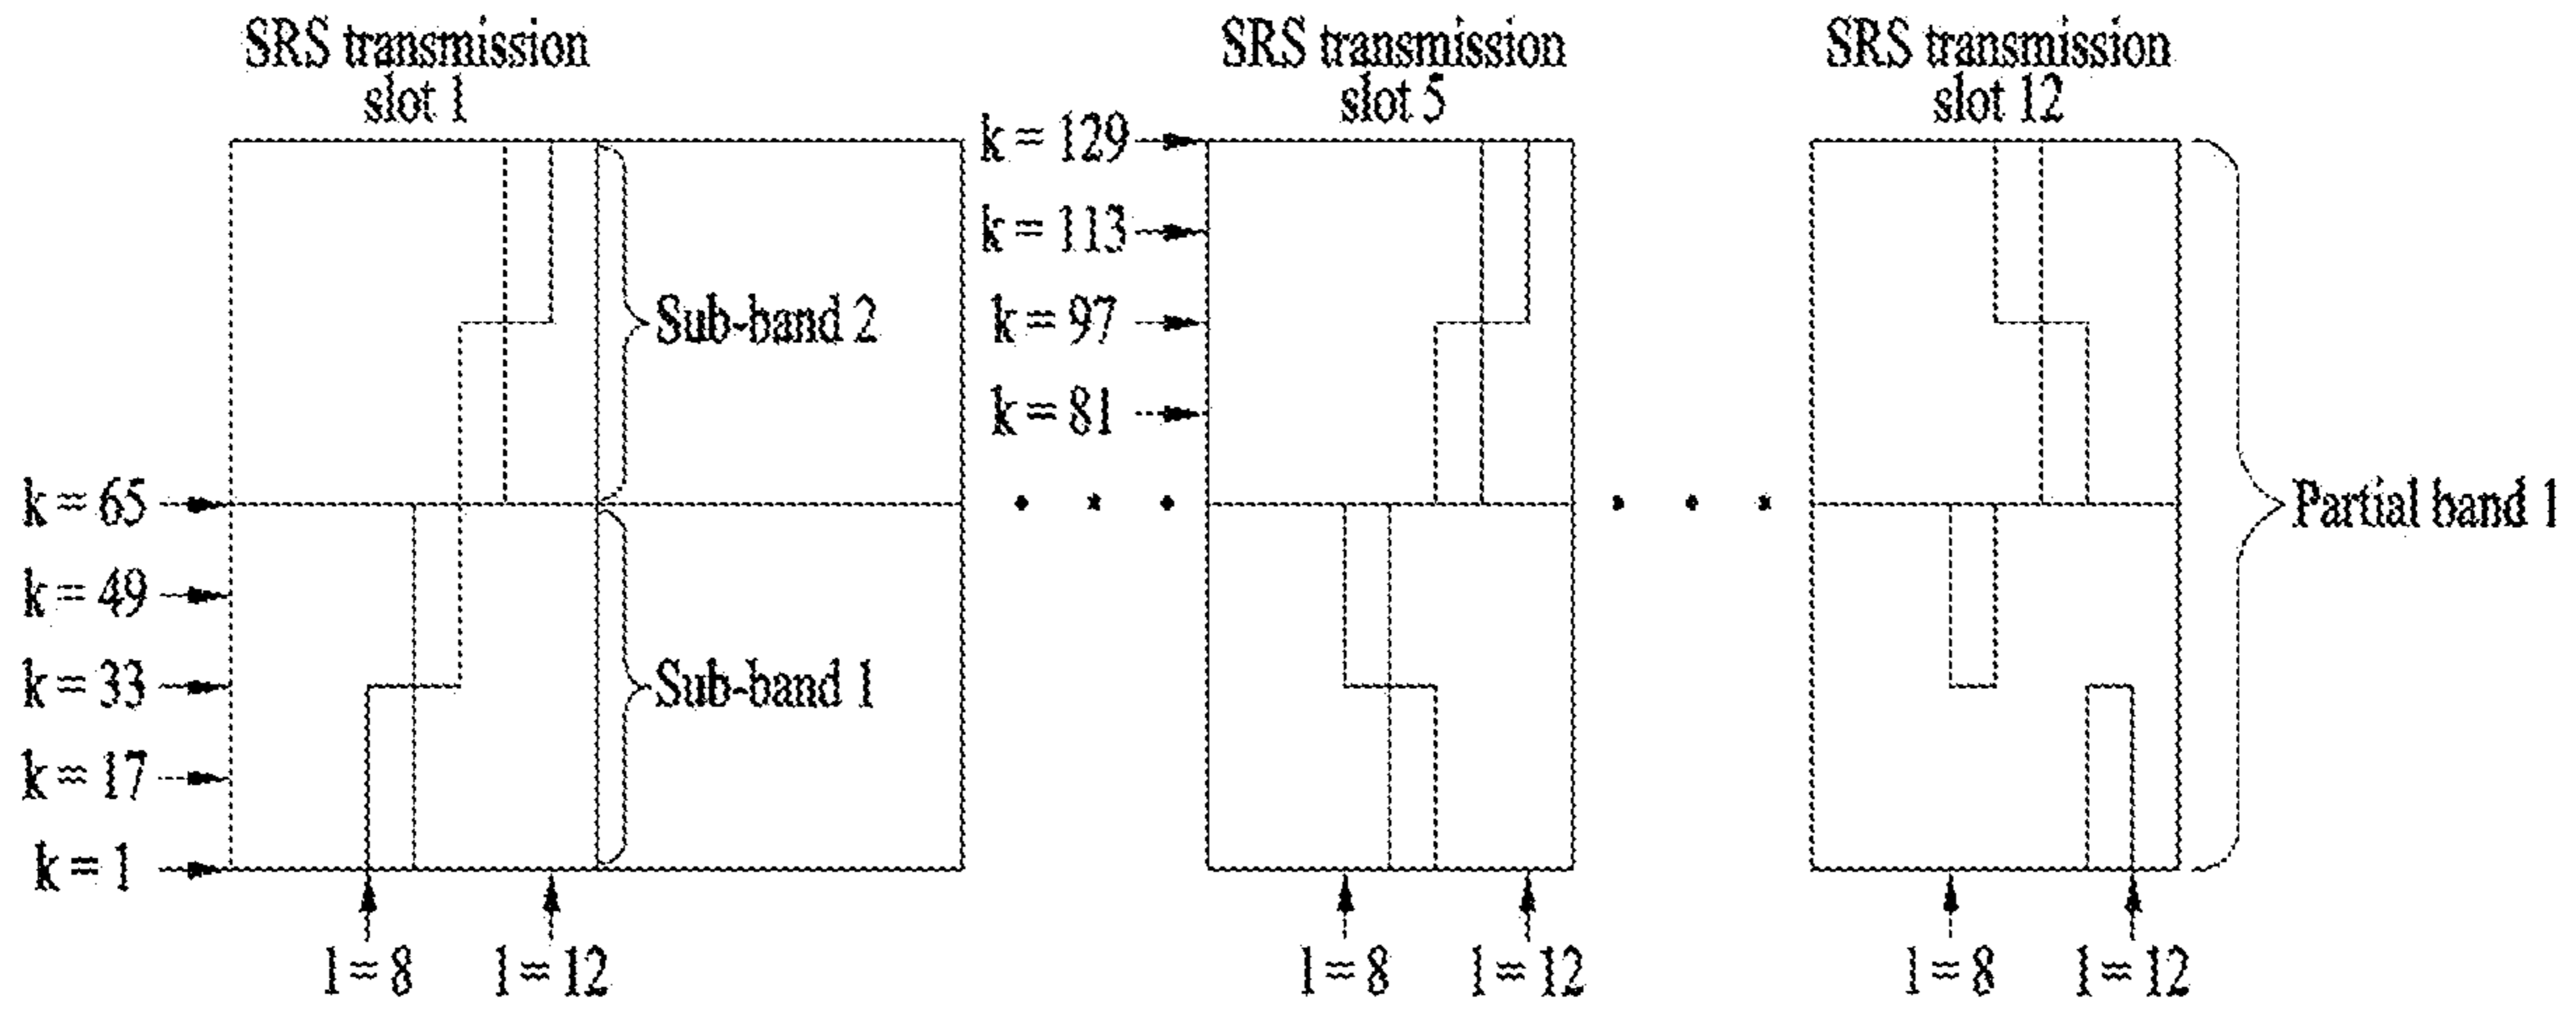 SRS transmission
slot 1
SRS transmission
slot 5
SRS transmission
slot 12
k = 129
k = 113
k = 97
k = 81
Sub-band 2
k = 65
k = 49
k = 33
k = 17
k = 1
Sub-band 1
Partial band 1
l = 8
l = 12
l = 8
l = 12
l = 8
l = 12